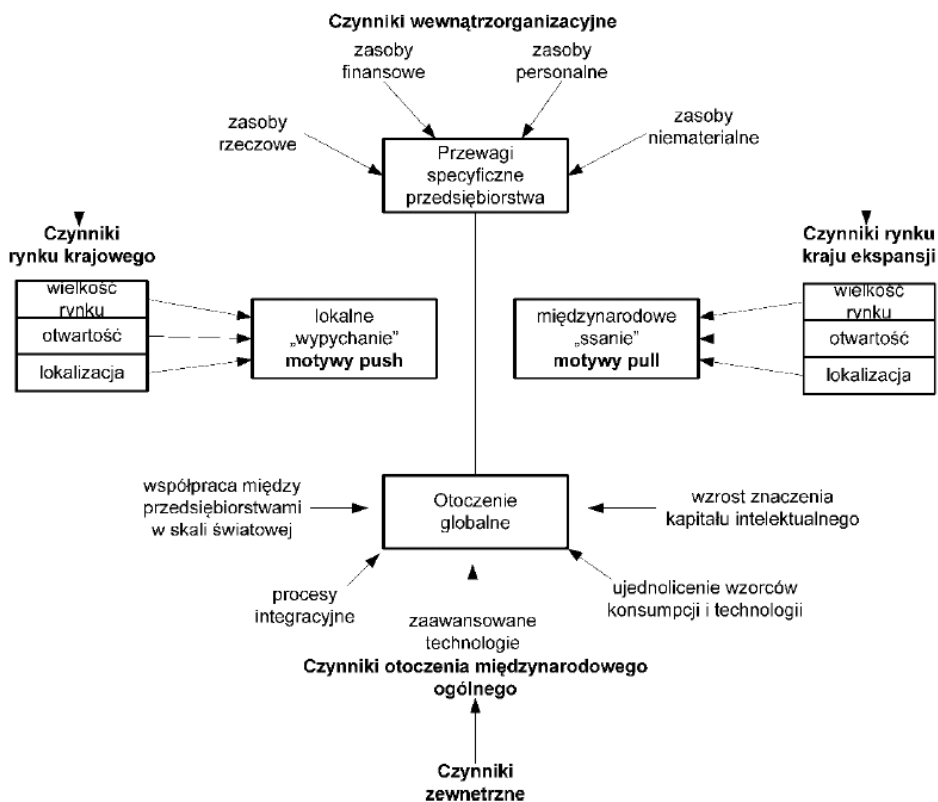 Czynniki wewnątrzorganizacyjne
zasoby
finansowe
zasoby
personalne
zasoby
rzeczowe
zasoby
niematerialne
Przewagi
specyficzne
przedsiębiorstwa
Czynniki
rynku krajowego
wielkość
rynku
otwartość
lokalizacja
lokalne
„wypychanie”
motywy push
międzynarodowe
„ssanie”
motywy pull
Czynniki rynku
kraju ekspansji
wielkość
rynku
otwartość
lokalizacja
współpraca między
przedsiębiorstwami
w skali światowej
Otoczenie
globalne
wzrost znaczenia
kapitału intelektualnego
procesy
integracyjne
zaawansowane
technologie
ujednolicenie wzorców
konsumpcji i technologii
Czynniki otoczenia międzynarodowego
ogólnego
Czynniki
zewnetrzne